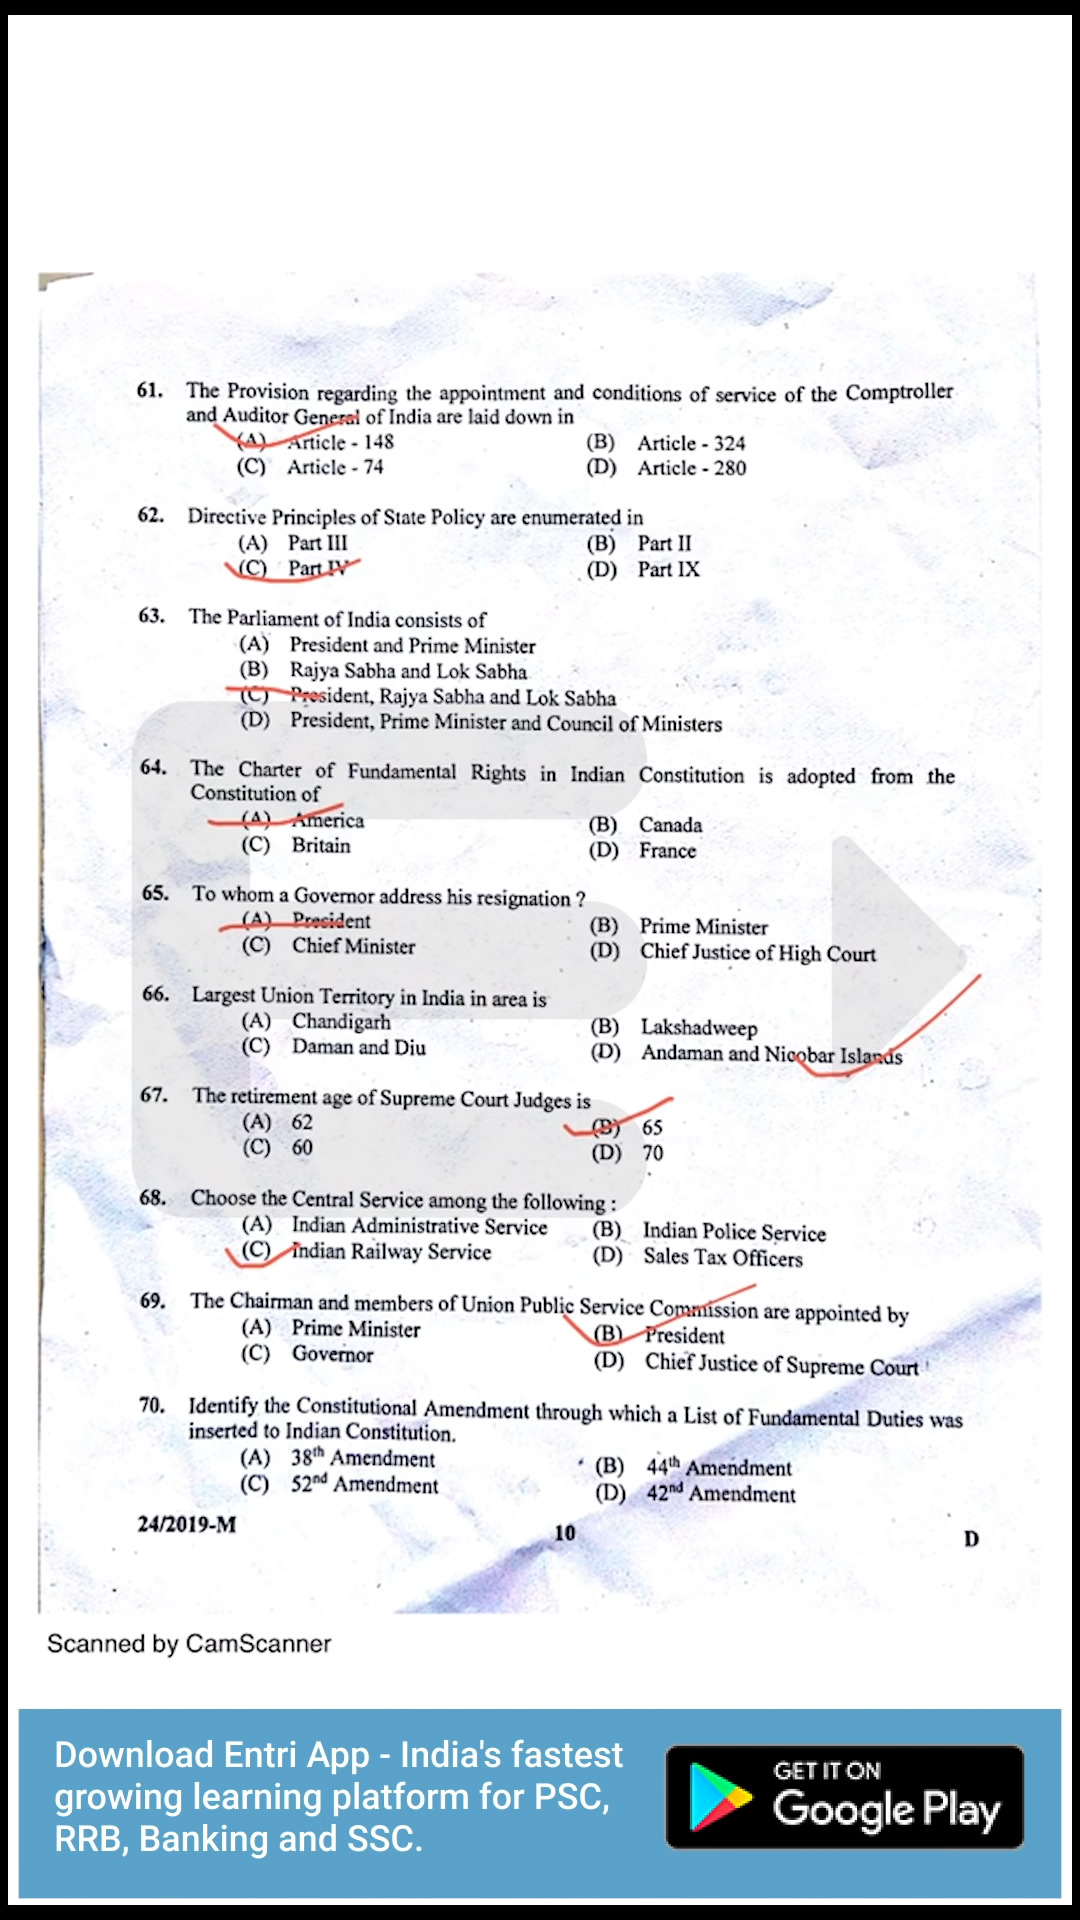 61. The Provision regarding the appointment and conditions of service of the Comptroller
and Auditor General of India are laid down in
(A) Article - 148 (B) Article - 324
(C) Article - 74 (D) Article - 280
62. Directive Principles of State Policy are enumerated in
(A) Part III (B) Part II
(C) Part IV (D) Part IX
63. The Parliament of India consists of
(A) President and Prime Minister
(B) Rajya Sabha and Lok Sabha
(C) President, Rajya Sabha and Lok Sabha
(D) President, Prime Minister and Council of Ministers
64. The Charter of Fundamental Rights in Indian Constitution is adopted from the
Constitution of
(A) America (B) Canada
(C) Britain (D) France
65. To whom a Governor address his resignation ?
(A) President (B) Prime Minister
(C) Chief Minister (D) Chief Justice of High Court
66. Largest Union Territory in India in area is
(A) Chandigarh (B) Lakshadweep
(C) Daman and Diu (D) Andaman and Nicobar Islands
67. The retirement age of Supreme Court Judges is
(A) 62 (B) 65
(C) 60 (D) 70
68. Choose the Central Service among the following :
(A) Indian Administrative Service (B) Indian Police Service
(C) Indian Railway Service (D) Sales Tax Officers
69. The Chairman and members of Union Public Service Commission are appointed by
(A) Prime Minister (B) President
(C) Governor (D) Chief Justice of Supreme Court
70. Identify the Constitutional Amendment through which a List of Fundamental Duties was
inserted to Indian Constitution.
(A) 38th Amendment (B) 44th Amendment
(C) 52nd Amendment (D) 42nd Amendment
24/2019-M 10 D
Scanned by CamScanner
Download Entri App - India's fastest
growing learning platform for PSC,
RRB, Banking and SSC.
GET IT ON
Google Play